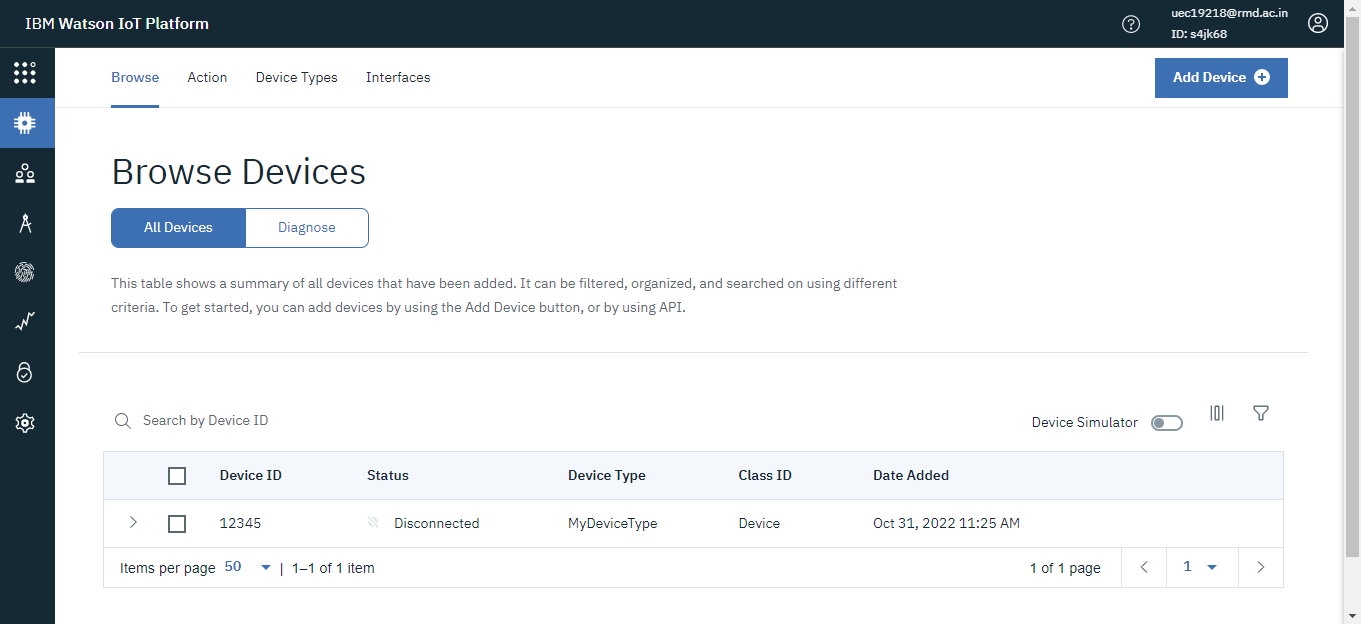 IBM Watson IoT Platform
uec19218@rmd.ac.in
ID: s4jk68
Browse Action Device Types Interfaces
Add Device
Browse Devices
All Devices Diagnose
This table shows a summary of all devices that have been added. It can be filtered, organized, and searched on using different
criteria. To get started, you can add devices by using the Add Device button, or by using API.
Search by Device ID
Device Simulator
Device ID Status Device Type Class ID Date Added
12345 Disconnected MyDeviceType Device Oct 31, 2022 11:25 AM
Items per page 50 | 1–1 of 1 item 1 of 1 page 1